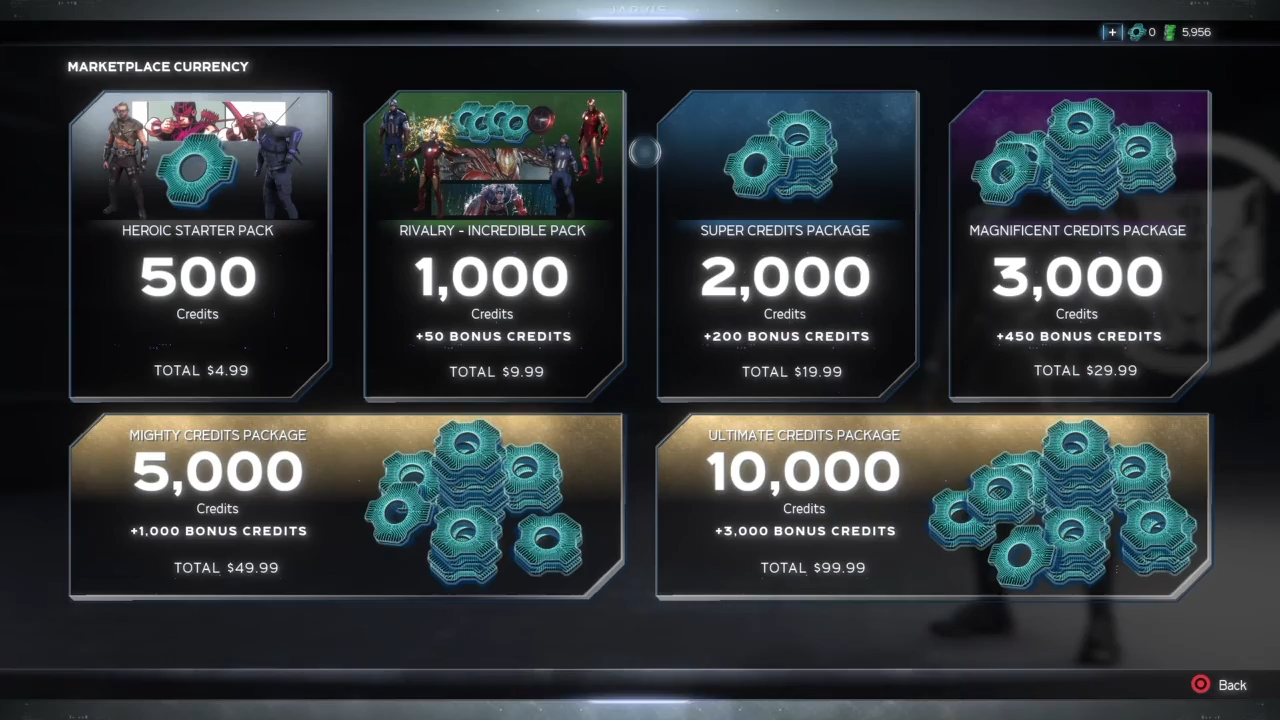 JARVIS
+ 0 5,956
MARKETPLACE CURRENCY
HEROIC STARTER PACK
500
Credits
TOTAL $4.99
RIVALRY - INCREDIBLE PACK
1,000
Credits
+50 BONUS CREDITS
TOTAL $9.99
SUPER CREDITS PACKAGE
2,000
Credits
+200 BONUS CREDITS
TOTAL $19.99
MAGNIFICENT CREDITS PACKAGE
3,000
Credits
+450 BONUS CREDITS
TOTAL $29.99
MIGHTY CREDITS PACKAGE
5,000
Credits
+1,000 BONUS CREDITS
TOTAL $49.99
ULTIMATE CREDITS PACKAGE
10,000
Credits
+3,000 BONUS CREDITS
TOTAL $99.99
Back